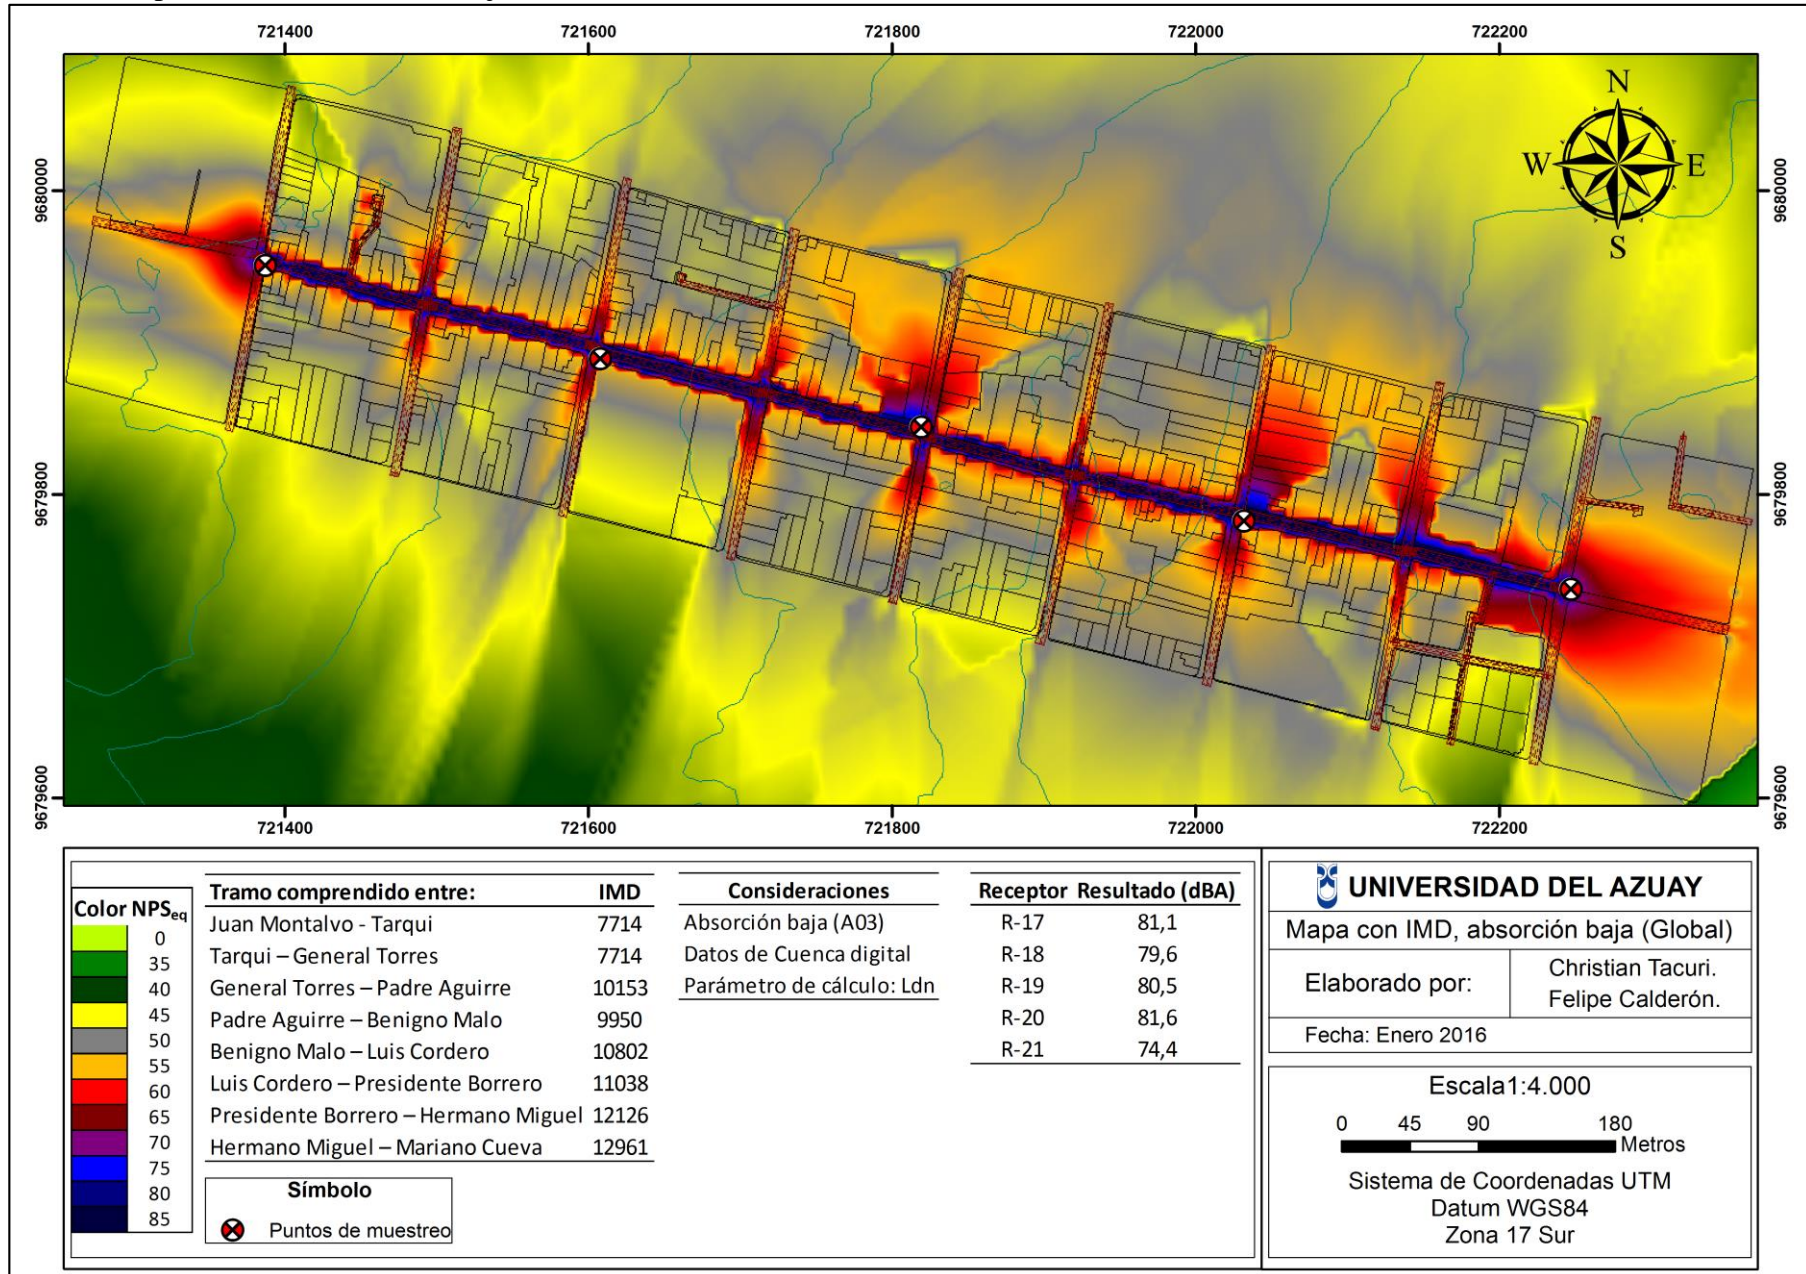 721400 721600 721800 722000 722200
9680000 9680000
9679800 9679800
9679600 9679600
N
W E
S
721400 721600 721800 722000 722200
Color NPSeq
0
35
40
45
50
55
60
65
70
75
80
85
Tramo comprendido entre: IMD
Juan Montalvo - Tarqui 7714
Tarqui – General Torres 7714
General Torres – Padre Aguirre 10153
Padre Aguirre – Benigno Malo 9950
Benigno Malo – Luis Cordero 10802
Luis Cordero – Presidente Borrero 11038
Presidente Borrero – Hermano Miguel 12126
Hermano Miguel – Mariano Cueva 12961
Símbolo
Puntos de muestreo
Consideraciones
Absorción baja (A03)
Datos de Cuenca digital
Parámetro de cálculo: Ldn
Receptor Resultado (dBA)
R-17 81,1
R-18 79,6
R-19 80,5
R-20 81,6
R-21 74,4
UNIVERSIDAD DEL AZUAY
Mapa con IMD, absorción baja (Global)
Elaborado por:
Christian Tacuri.
Felipe Calderón.
Fecha: Enero 2016
Escala1:4.000
0 45 90 180
Metros
Sistema de Coordenadas UTM
Datum WGS84
Zona 17 Sur